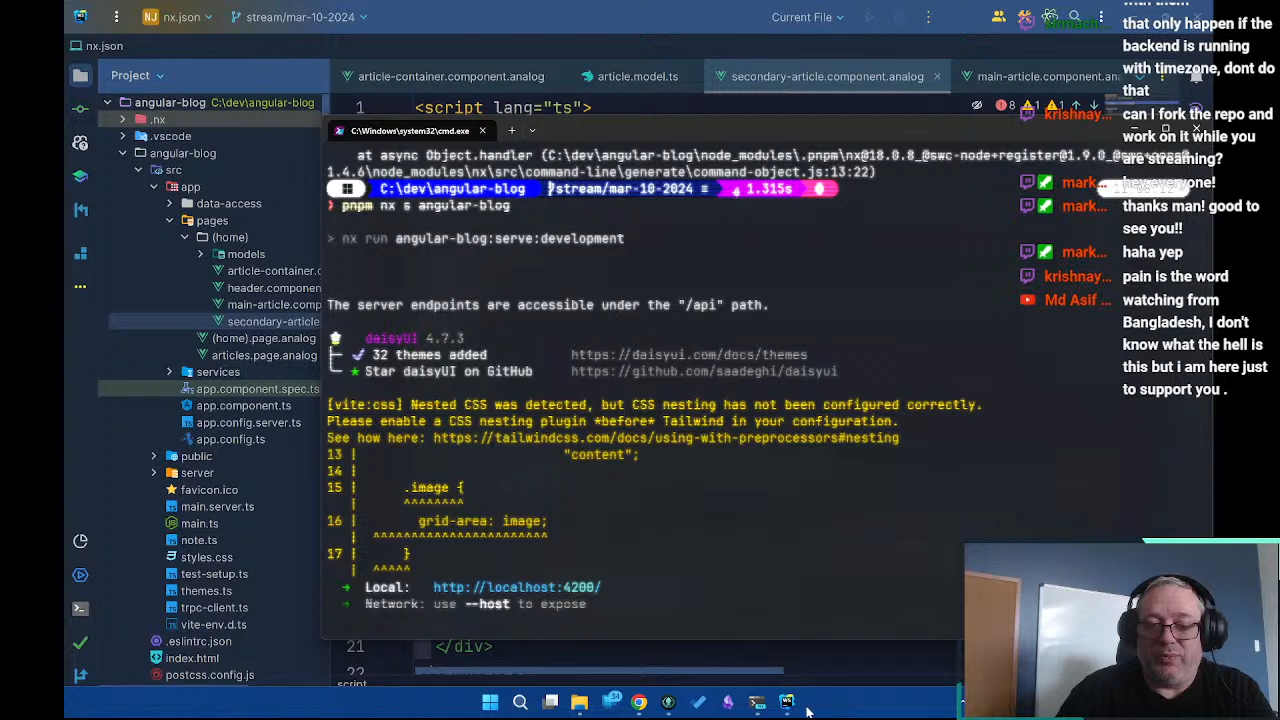 nx.json
stream/mar-10-2024
Current File
nx.json
Project
article-container.component.analog
article.model.ts
secondary-article.component.analog
main-article.component.an
angular-blog C:\dev\angular-blog
.nx
.vscode
angular-blog
src
app
data-access
pages
(home)
models
article-container.c
header.componen
main-article.comp
secondary-article
(home).page.analog
articles.page.analog
services
app.component.spec.ts
app.component.ts
app.config.server.ts
app.config.ts
public
server
favicon.ico
main.server.ts
main.ts
note.ts
styles.css
test-setup.ts
themes.ts
trpc-client.ts
vite-env.d.ts
.eslintrc.json
index.html
postcss.config.js
1 <script lang="ts">
8 1 1
C:\Windows\system32\cmd.exe
at async Object.handler (C:\dev\angular-blog\node_modules\.pnpm\nx@18.0.8_@swc-node+register@1.9.0_@swc+core@
1.4.6\node_modules\nx\src\command-line\generate\command-object.js:13:22)
C:\dev\angular-blog stream/mar-10-2024 ≡ 1.315s
pnpm nx s angular-blog
> nx run angular-blog:serve:development
The server endpoints are accessible under the "/api" path.
daisyUI 4.7.3
├─ ✔︎ 32 themes added https://daisyui.com/docs/themes
╰─ ★ Star daisyUI on GitHub https://github.com/saadeghi/daisyui
[vite:css] Nested CSS was detected, but CSS nesting has not been configured correctly.
Please enable a CSS nesting plugin *before* Tailwind in your configuration.
See how here: https://tailwindcss.com/docs/using-with-preprocessors#nesting
13 | "content";
14 |
15 | .image {
| ^^^^^^^^
16 | grid-area: image;
| ^^^^^^^^^^^^^^^^^^^^^^^
17 | }
| ^^^^^
➜ Local: http://localhost:4200/
➜ Network: use --host to expose
21 </div>
22
script
34
that only happen if the
backend is running
with timezone, dont do
that
krishnay...
can I fork the repo and
work on it while you
are streaming?
mark... hey everyone!
mark... thanks man! good to
see you!!
mark... haha yep
krishnay... pain is the word
Md Asif ... watching from
Bangladesh, I don't
know what the hell is
this but i am here just
to support you .